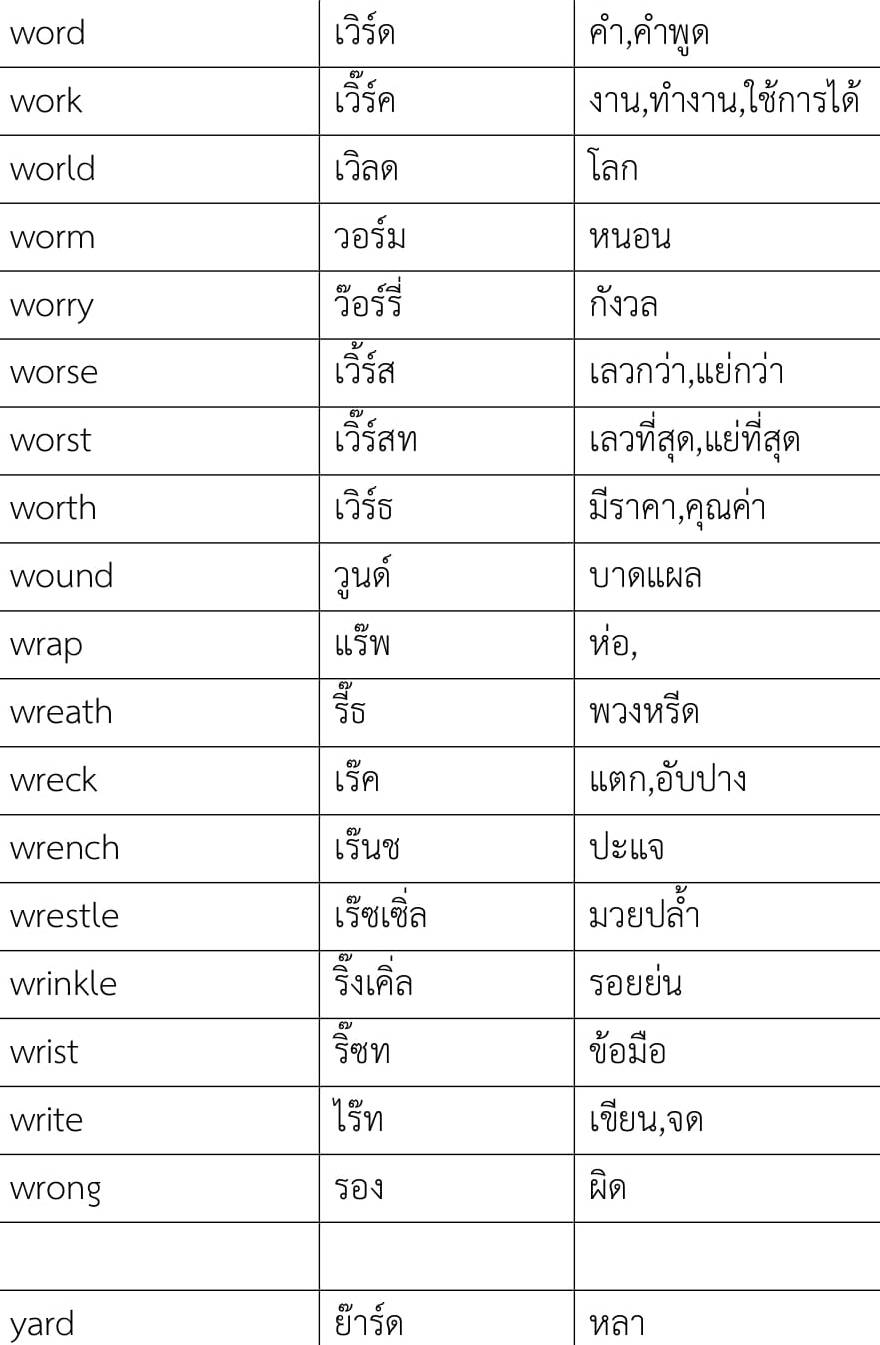 word เวิร์ด คำ,คำพูด
work เวิ๊ร์ค งาน,ทำงาน,ใช้การได้
world เวิลด โลก
worm วอร์ม หนอน
worry ว๊อร์รี่ กังวล
worse เวิ้ร์ส เลวกว่า,แย่กว่า
worst เวิ๊ร์สท เลวที่สุด,แย่ที่สุด
worth เวิร์ธ มีราคา,คุณค่า
wound วูนด์ บาดแผล
wrap แร๊พ ห่อ,
wreath รี๊ธ พวงหรีด
wreck เร๊ค แตก,อับปาง
wrench เร๊นช ปะแจ
wrestle เร๊ซเซิ่ล มวยปล้ำ
wrinkle ริ๊งเคิ่ล รอยย่น
wrist ริ๊ซท ข้อมือ
write ไร๊ท เขียน,จด
wrong รอง ผิด
yard ย๊าร์ด หลา